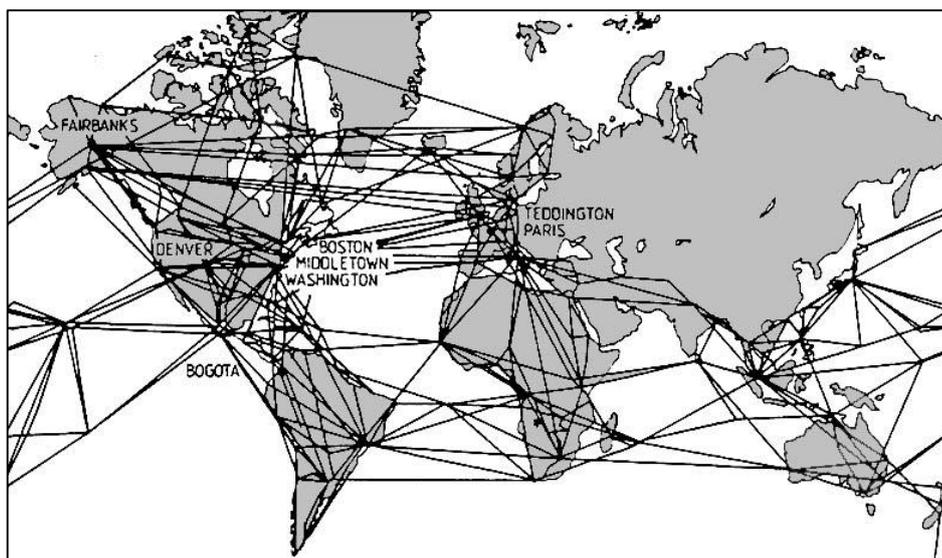 FAIRBANKS
TEDDINGTON
PARIS
DENVER
BOSTON
MIDDLETOWN
WASHINGTON
BOGOTA